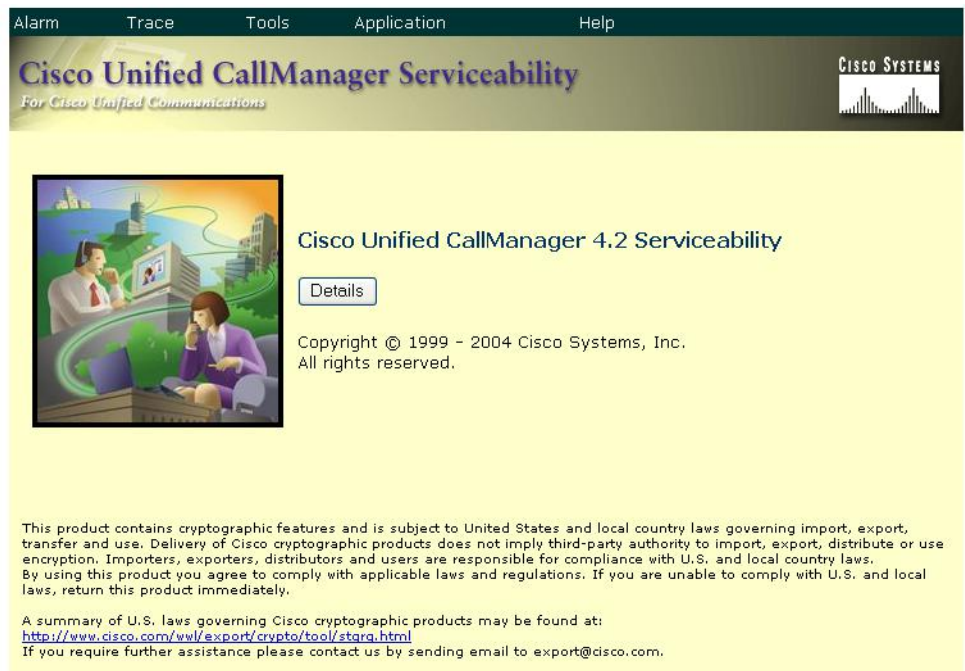 Alarm Trace Tools Application Help
Cisco Unified CallManager Serviceability
For Cisco Unified Communications
CISCO SYSTEMS
Cisco Unified CallManager 4.2 Serviceability
Details
Copyright © 1999 - 2004 Cisco Systems, Inc.
All rights reserved.
This product contains cryptographic features and is subject to United States and local country laws governing import, export,
transfer and use. Delivery of Cisco cryptographic products does not imply third-party authority to import, export, distribute or use
encryption. Importers, exporters, distributors and users are responsible for compliance with U.S. and local country laws.
By using this product you agree to comply with applicable laws and regulations. If you are unable to comply with U.S. and local
laws, return this product immediately.
A summary of U.S. laws governing Cisco cryptographic products may be found at:
http://www.cisco.com/wwl/export/crypto/tool/stqrg.html
If you require further assistance please contact us by sending email to export@cisco.com.